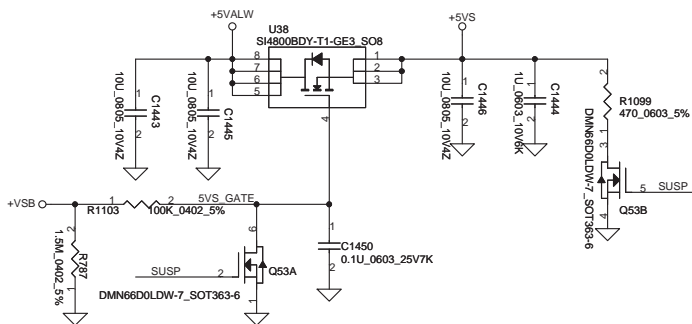 +5VALW
+5VS
U38
SI4800BDY-T1-GE3_SO8
8
7
6
5
1
2
3
4
10U_0805_10V4Z
1
2
C1443
10U_0805_10V4Z
1
2
C1445
10U_0805_10V4Z
1
2
C1446
1U_0603_10V6K
1
2
C1444
2
R1099
470_0603_5%
1
DMN66D0LDW-7_SOT363-6
3
5
SUSP
Q53B
4
+VSB
1
2
5VS_GATE
R1103
100K_0402_5%
2
R787
1.5M_0402_5%
1
SUSP
2
6
Q53A
1
DMN66D0LDW-7_SOT363-6
1
C1450
0.1U_0603_25V7K
2